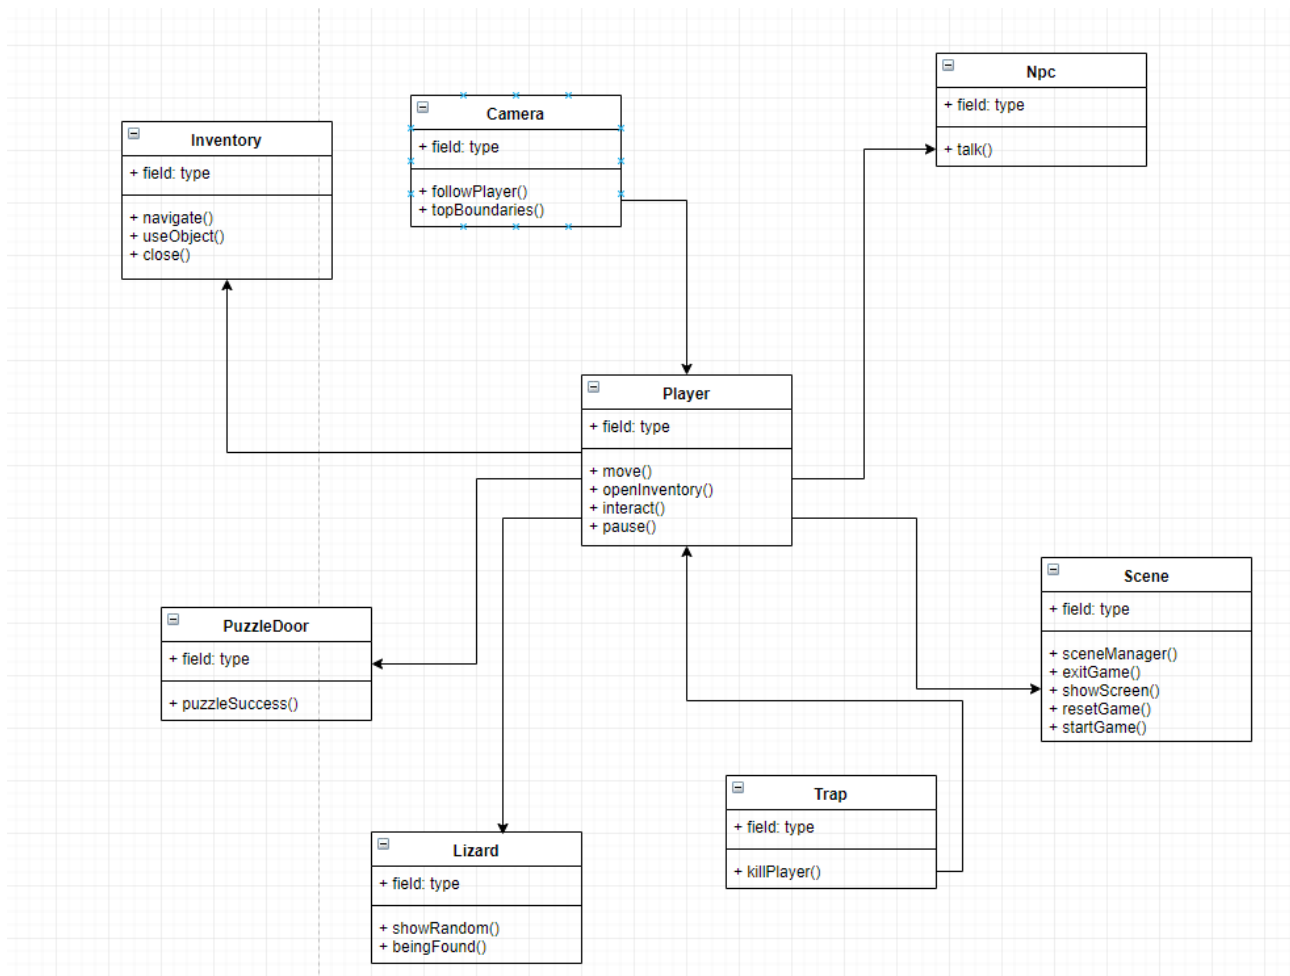 Npc
+ field: type
+ talk()
Camera
+ field: type
+ followPlayer()
+ topBoundaries()
Inventory
+ field: type
+ navigate()
+ useObject()
+ close()
Player
+ field: type
+ move()
+ openInventory()
+ interact()
+ pause()
Scene
+ field: type
+ sceneManager()
+ exitGame()
+ showScreen()
+ resetGame()
+ startGame()
PuzzleDoor
+ field: type
+ puzzleSuccess()
Trap
+ field: type
+ killPlayer()
Lizard
+ field: type
+ showRandom()
+ beingFound()